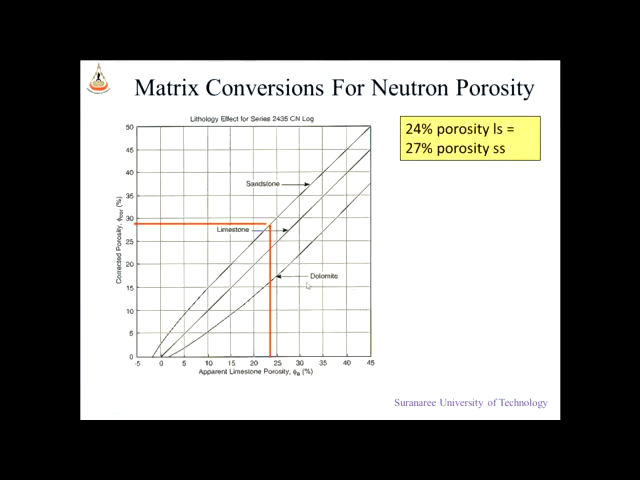 Matrix Conversions For Neutron Porosity
Lithology Effect for Series 2435 CN Log
24% porosity ls =
27% porosity ss
50
45
40
35
30
25
20
15
10
5
0
Corrected Porosity, ϕcor (%)
Sandstone
Limestone
Dolomite
-5 0 5 10 15 20 25 30 35 40 45
Apparent Limestone Porosity, ϕa (%)
Suranaree University of Technology